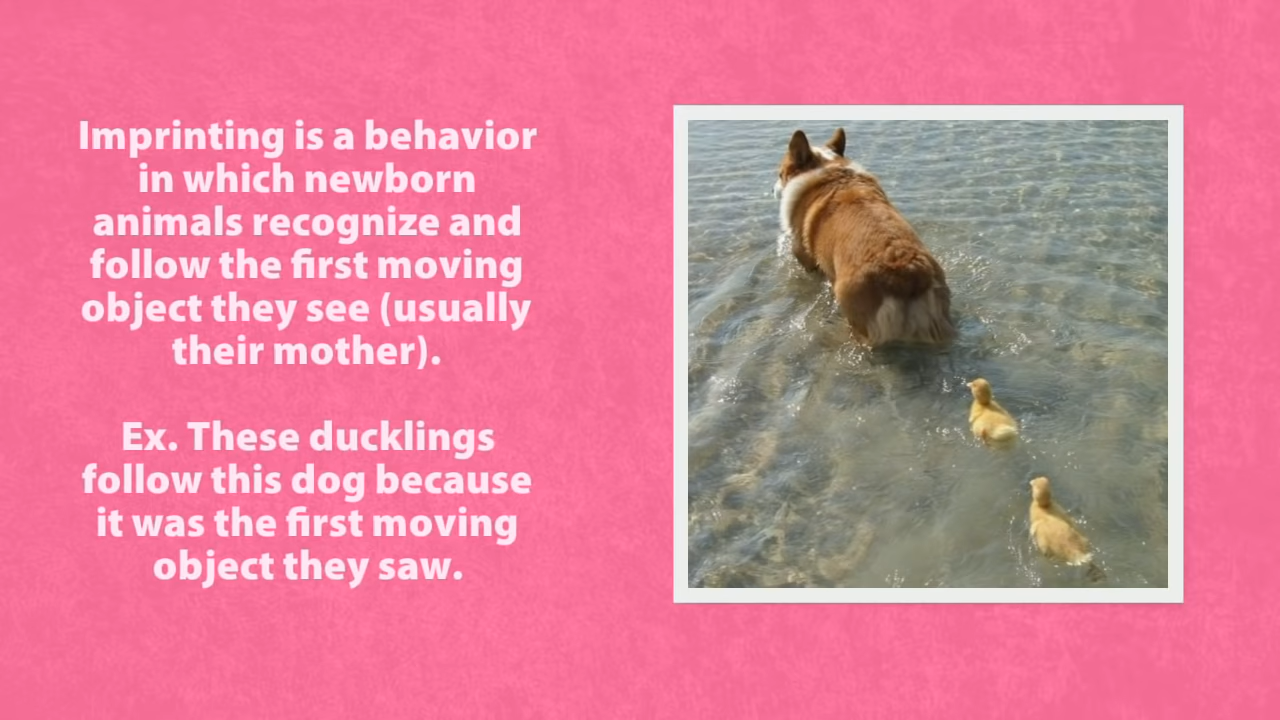 Imprinting is a behavior
in which newborn
animals recognize and
follow the first moving
object they see (usually
their mother).
Ex. These ducklings
follow this dog because
it was the first moving
object they saw.